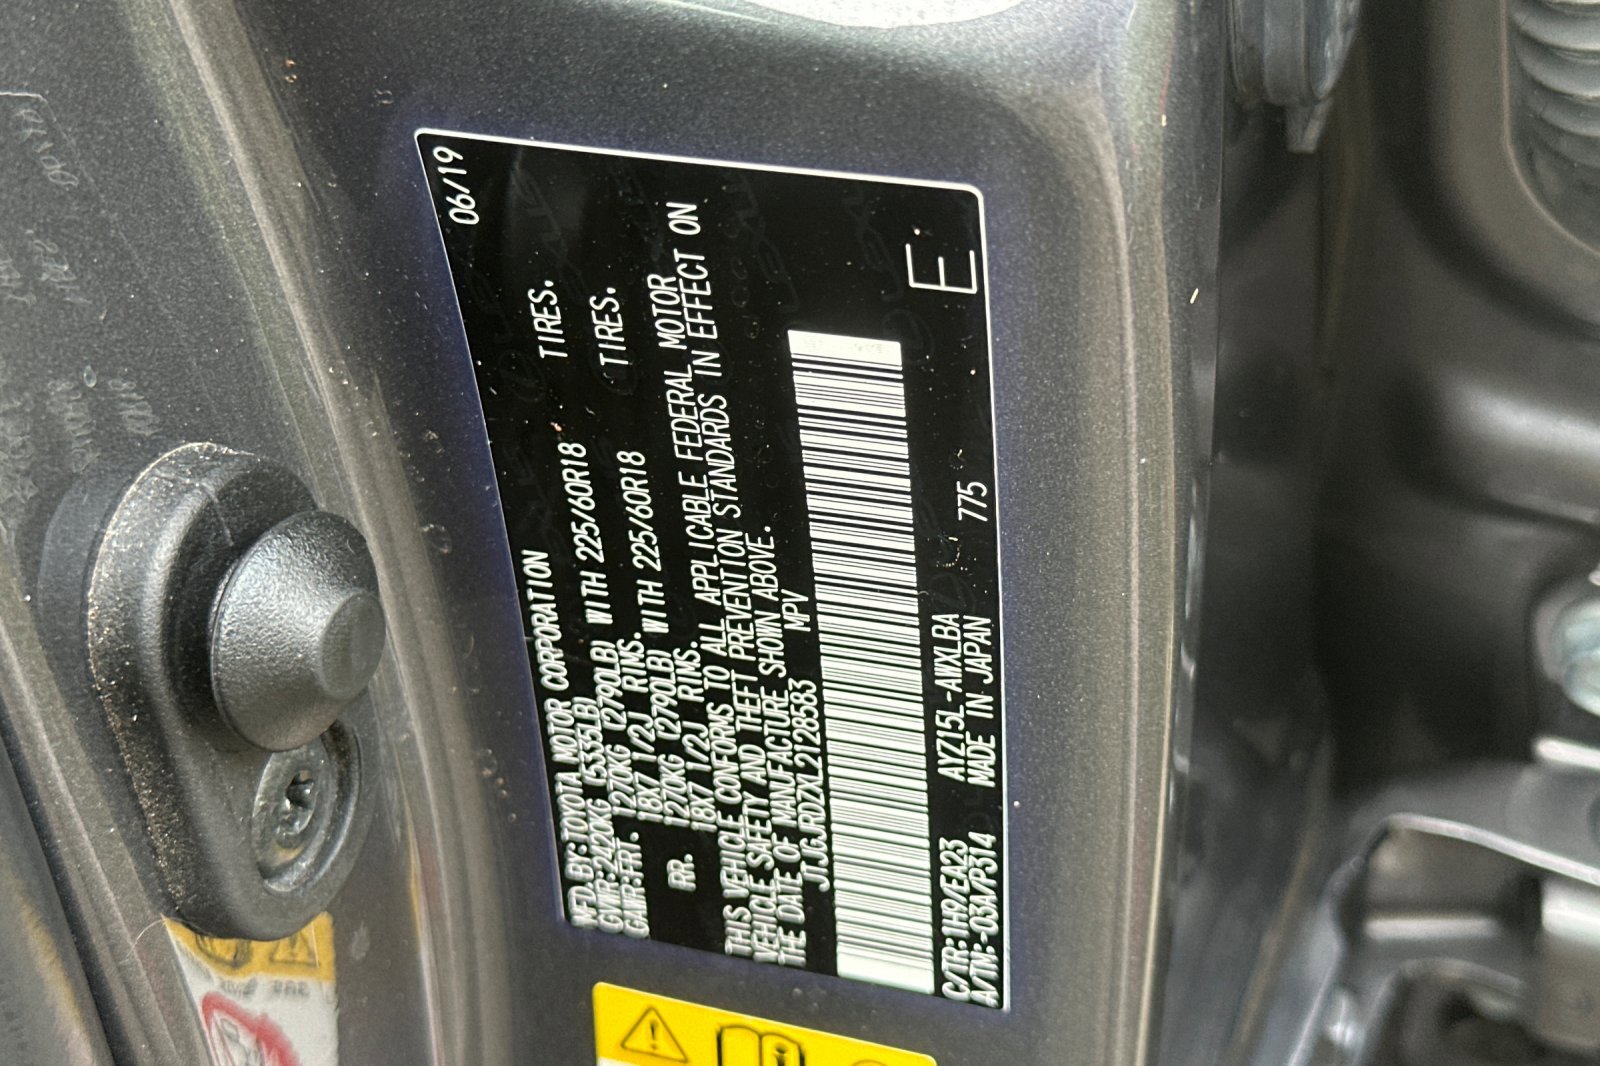 06/19
MFD.BY:TOYOTA MOTOR CORPORATION
GVWR:2420KG (5335LB)
GAWR:FRT. 1270KG (2790LB) WITH 225/60R18 TIRES.
18X7 1/2J RIMS.
RR. 1270KG (2790LB) WITH 225/60R18 TIRES.
18X7 1/2J RIMS.
THIS VEHICLE CONFORMS TO ALL APPLICABLE FEDERAL MOTOR
VEHICLE SAFETY AND THEFT PREVENTION STANDARDS IN EFFECT ON
THE DATE OF MANUFACTURE SHOWN ABOVE.
JTJGJRDZXL2128583 MPV
E
C/TR:1H9/EA23 AYZ15L-AWXLBA 775
A/TM:-03A/P314 MADE IN JAPAN